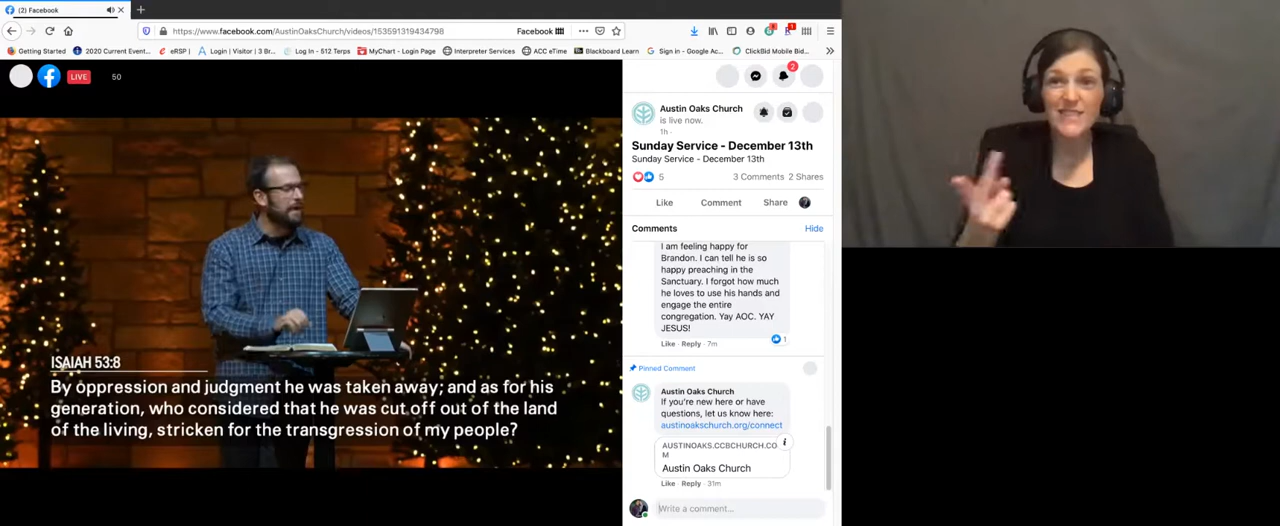 (2) Facebook
https://www.facebook.com/AustinOaksChurch/videos/153591319434798
Facebook
Getting Started
2020 Current Event...
eRSP |
Login | Visitor | 3 Br...
Log In - 512 Terps
MyChart - Login Page
Interpreter Services
ACC eTime
Blackboard Learn
Sign in - Google Ac...
ClickBid Mobile Bid...
LIVE
50
2
Austin Oaks Church
is live now.
1h ·
Sunday Service - December 13th
Sunday Service - December 13th
5
3 Comments 2 Shares
Like
Comment
Share
Comments
Hide
I am feeling happy for
Brandon. I can tell he is so
happy preaching in the
Sanctuary. I forgot how much
he loves to use his hands and
engage the entire
congregation. Yay AOC. YAY
JESUS!
1
Like · Reply · 7m
Pinned Comment
Austin Oaks Church
If you're new here or have
questions, let us know here:
austinoakschurch.org/connect
AUSTINOAKS.CCBCHURCH.CO
M
Austin Oaks Church
Like · Reply · 31m
Write a comment...
ISAIAH 53:8
By oppression and judgment he was taken away; and as for his
generation, who considered that he was cut off out of the land
of the living, stricken for the transgression of my people?